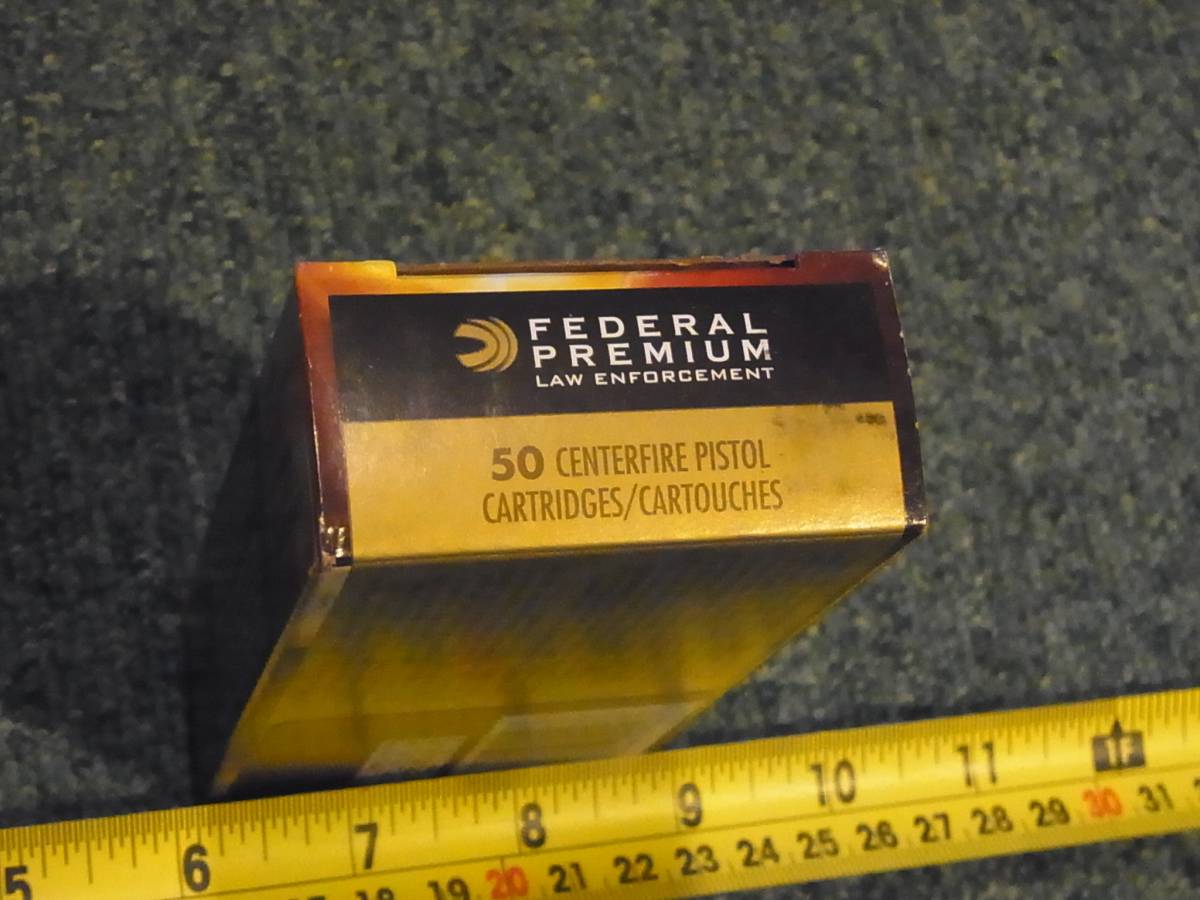 FEDERAL
PREMIUM
LAW ENFORCEMENT
50 CENTERFIRE PISTOL
CARTRIDGES/CARTOUCHES
5 6 7 8 9 10 11 1F
18 19 20 21 22 23 24 25 26 27 28 29 30 31